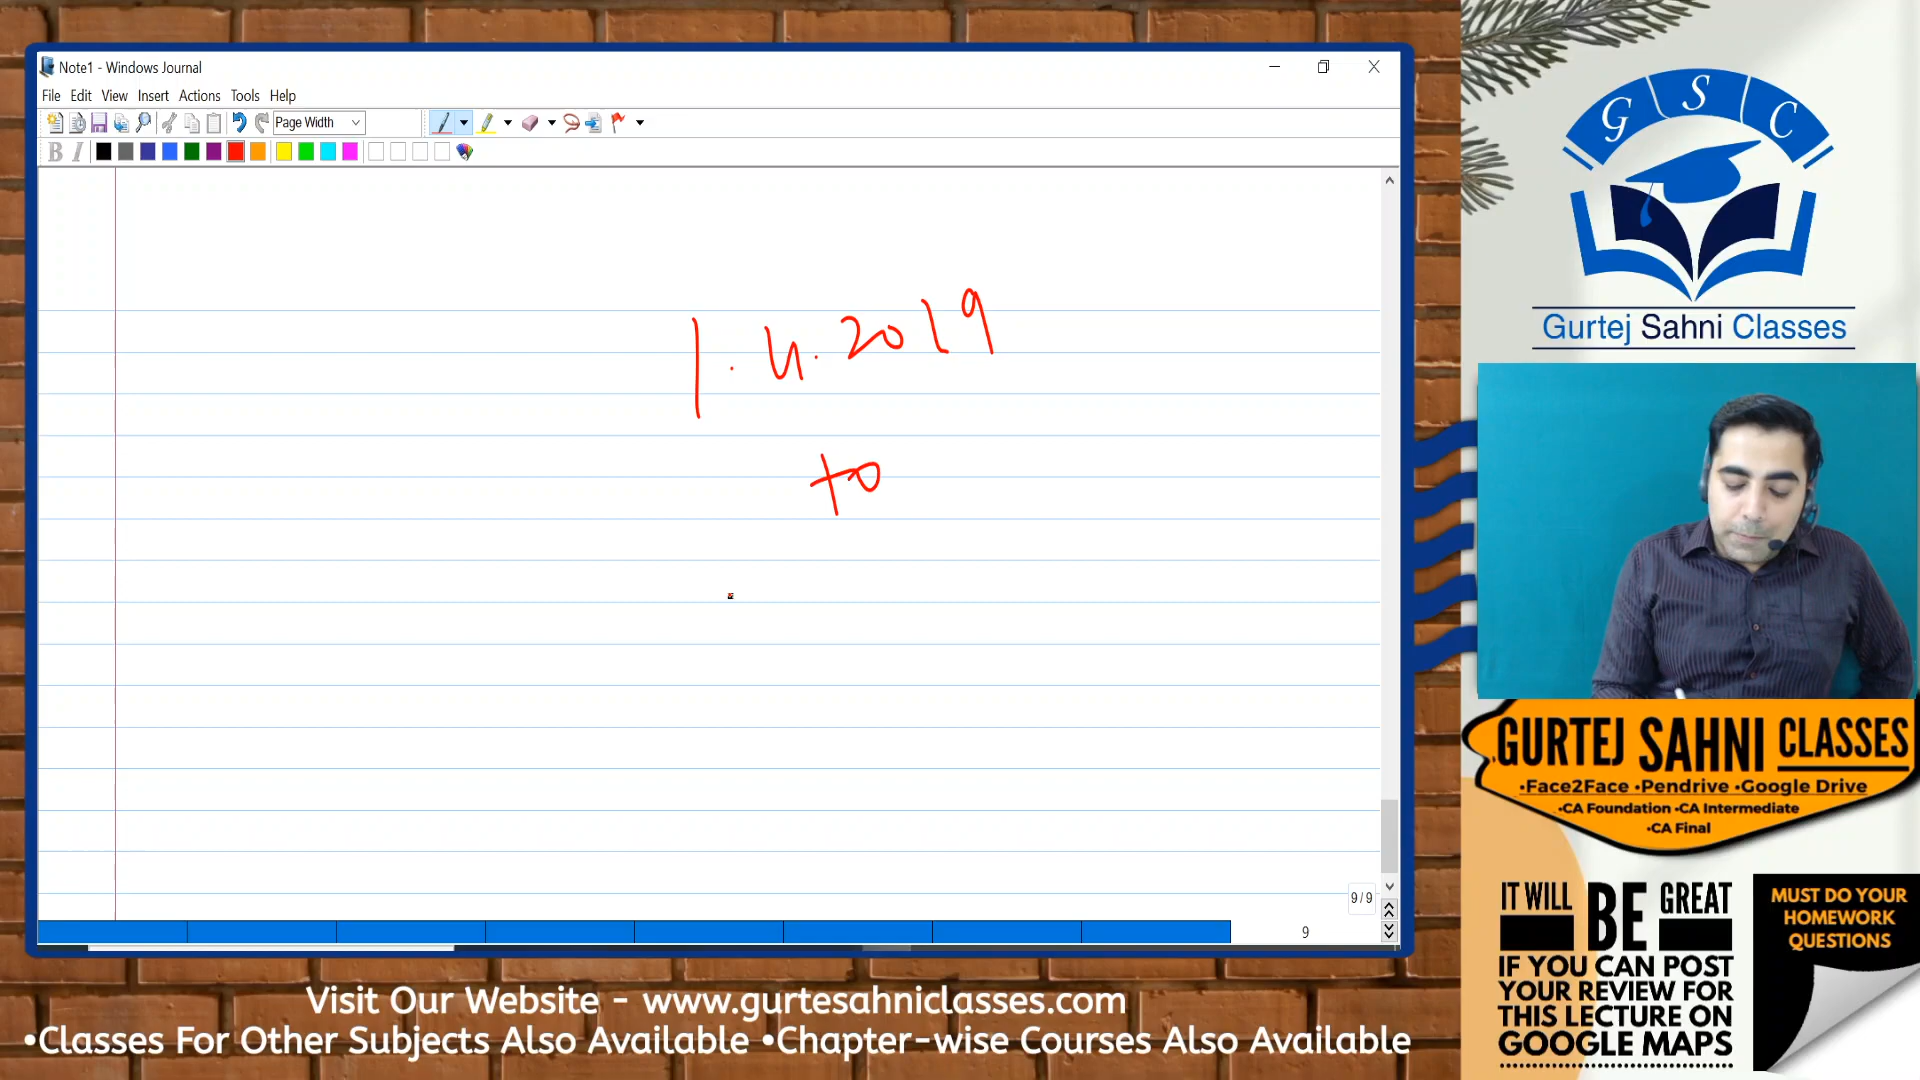 Note1 - Windows Journal
File Edit View Insert Actions Tools Help
Page Width
B I
1.4.2019
to
9/9
9
G S C
Gurtej Sahni Classes
GURTEJ SAHNI CLASSES
•Face2Face •Pendrive •Google Drive
•CA Foundation •CA Intermediate
•CA Final
IT WILL BE GREAT
IF YOU CAN POST
YOUR REVIEW FOR
THIS LECTURE ON
GOOGLE MAPS
MUST DO YOUR
HOMEWORK
QUESTIONS
Visit Our Website - www.gurtesahniclasses.com
•Classes For Other Subjects Also Available •Chapter-wise Courses Also Available